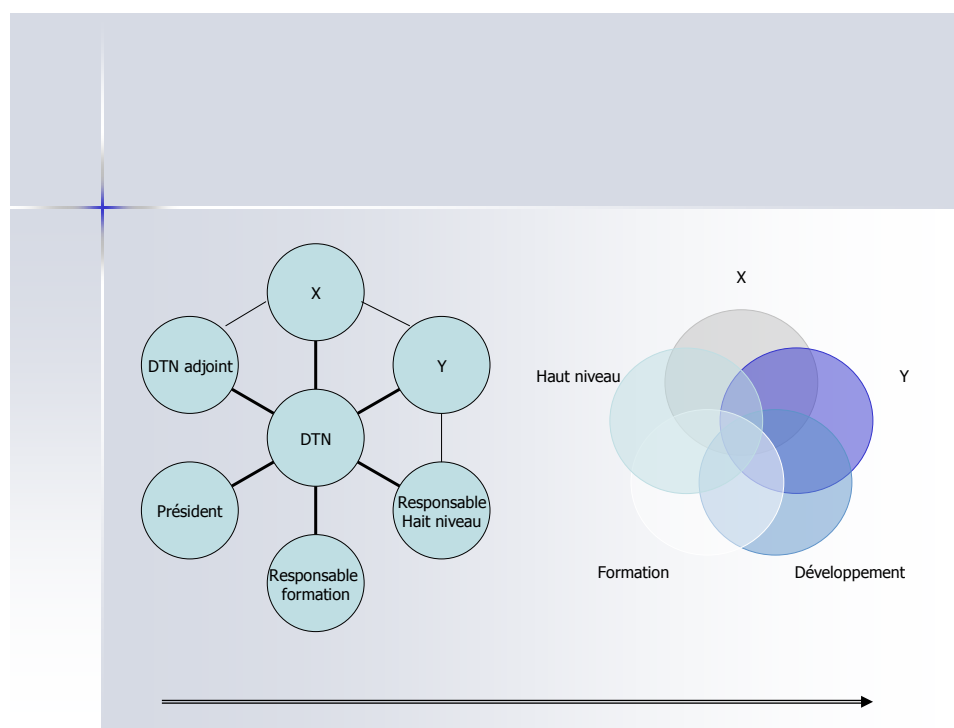 X
DTN adjoint
Y
DTN
Président
Responsable
Hait niveau
Responsable
formation
X
Haut niveau
Y
Formation
Développement